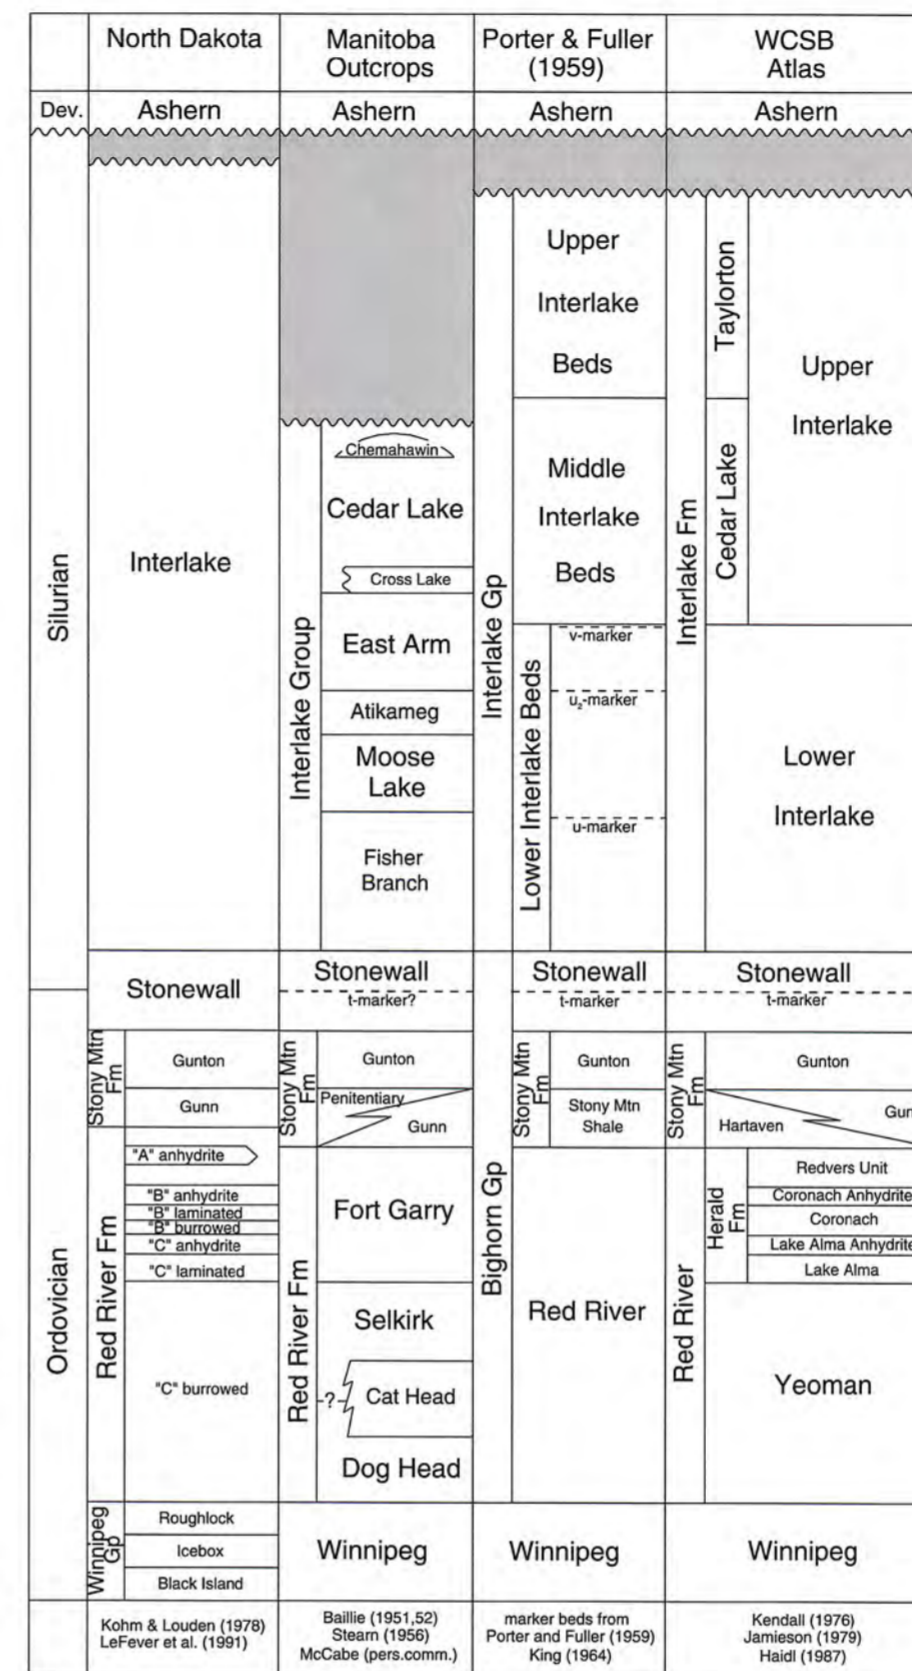 North Dakota
Manitoba
Outcrops
Porter & Fuller
(1959)
WCSB
Atlas
Dev.
Ashern
Ashern
Ashern
Ashern
Silurian
Ordovician
Interlake
Stonewall
Stony Mtn
Fm
Gunton
Gunn
Red River Fm
"A" anhydrite
"B" anhydrite
"B" laminated
"B" burrowed
"C" anhydrite
"C" laminated
"C" burrowed
Winnipeg
Gp
Roughlock
Icebox
Black Island
Kohm & Louden (1978)
LeFever et al. (1991)
Interlake Group
Chemahawin
Cedar Lake
Cross Lake
East Arm
Atikameg
Moose
Lake
Fisher
Branch
Stonewall
t-marker?
Stony Mtn
Fm
Gunton
Penitentiary
Gunn
Red River Fm
Fort Garry
Selkirk
-?-
Cat Head
Dog Head
Winnipeg
Baillie (1951,52)
Stearn (1956)
McCabe (pers.comm.)
Interlake Gp
Upper
Interlake
Beds
Middle
Interlake
Beds
Lower Interlake Beds
v-marker
u₂-marker
u-marker
Bighorn Gp
Stonewall
t-marker
Stony Mtn
Fm
Gunton
Stony Mtn
Shale
Red River
Winnipeg
marker beds from
Porter and Fuller (1959)
King (1964)
Interlake Fm
Taylorton
Cedar Lake
Upper
Interlake
Lower
Interlake
Stonewall
t-marker
Stony Mtn
Fm
Gunton
Hartaven
Gun
Red River
Herald
Fm
Redvers Unit
Coronach Anhydrite
Coronach
Lake Alma Anhydrite
Lake Alma
Yeoman
Winnipeg
Kendall (1976)
Jamieson (1979)
Haidl (1987)